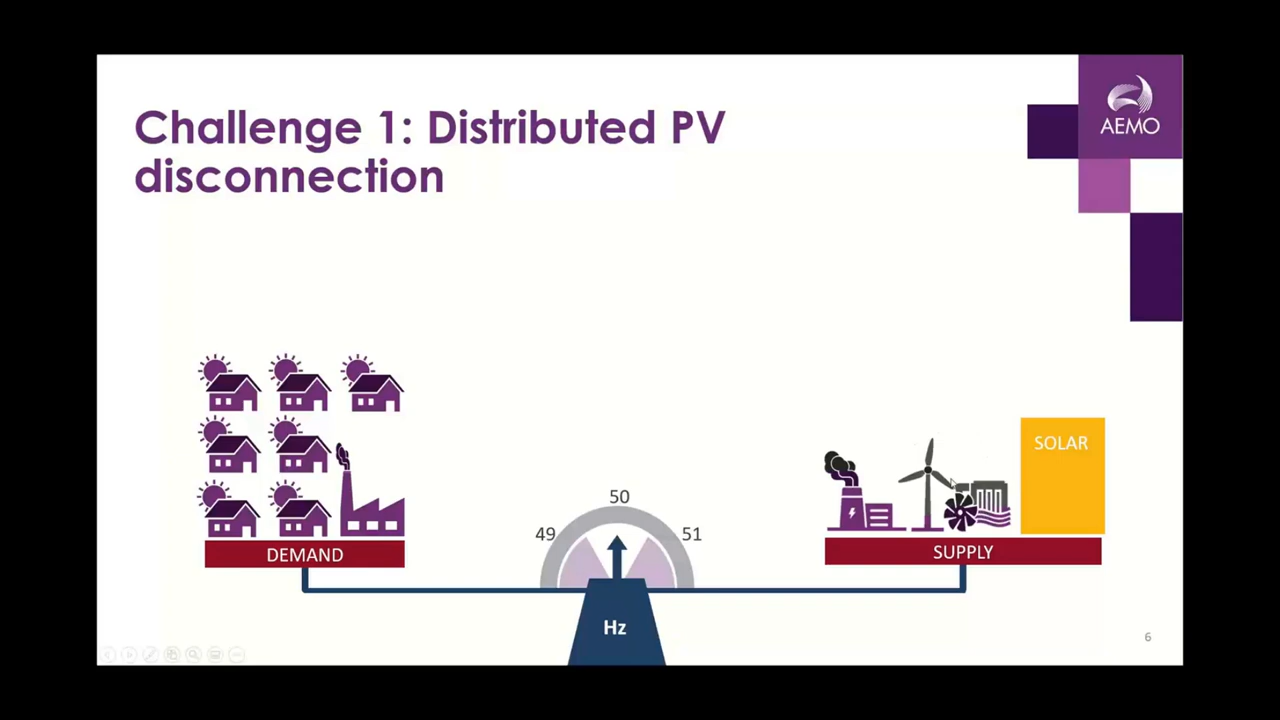 Challenge 1: Distributed PV
disconnection
AEMO
SOLAR
50
49
51
DEMAND
SUPPLY
Hz
6